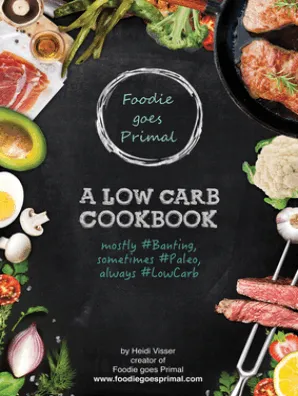 Foodie
goes
Primal
A LOW CARB
COOKBOOK
mostly #Banting,
sometimes #Paleo,
always #LowCarb
by Heidi Visser
creator of
Foodie goes Primal
www.foodiegoesprimal.com